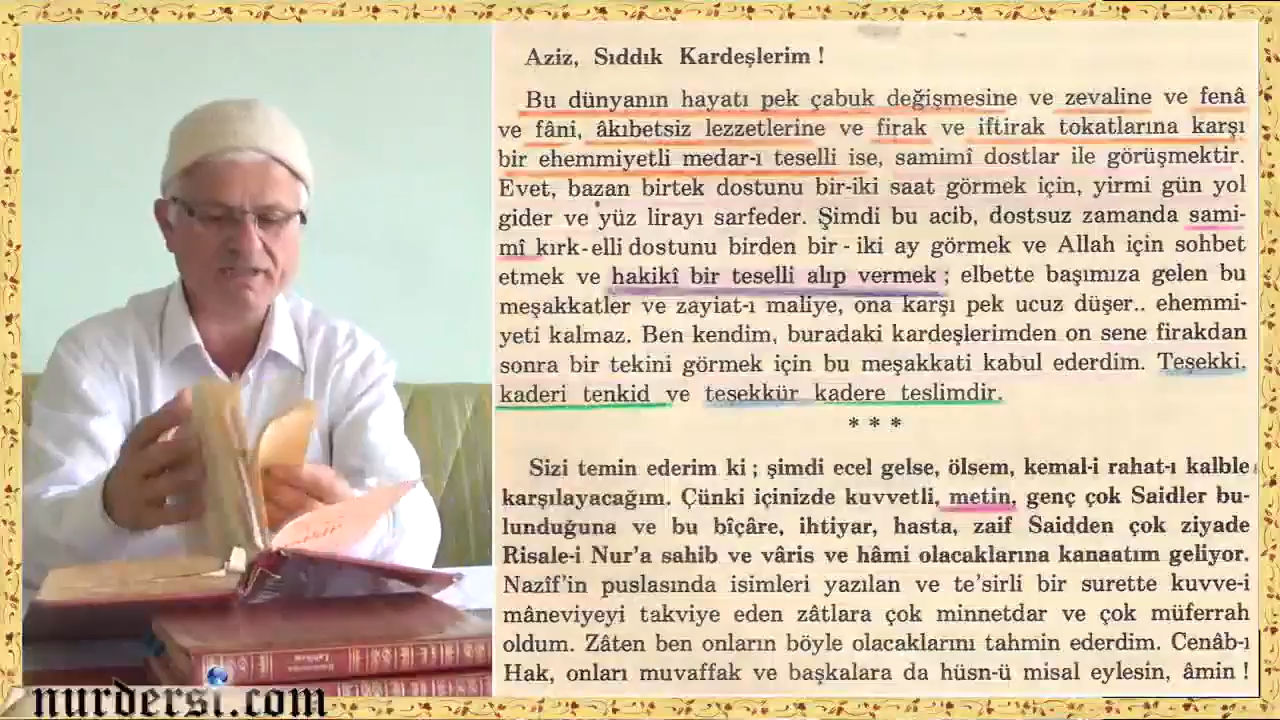 Aziz, Sıddık Kardeşlerim !
Bu dünyanın hayatı pek çabuk değişmesine ve zevaline ve fenâ
ve fâni, âkıbetsiz lezzetlerine ve firak ve iftirak tokatlarına karşı
bir ehemmiyetli medar-ı teselli ise, samimî dostlar ile görüşmektir.
Evet, bazan birtek dostunu bir-iki saat görmek için, yirmi gün yol
gider ve yüz lirayı sarfeder. Şimdi bu acib, dostsuz zamanda sami-
mî kırk-elli dostunu birden bir - iki ay görmek ve Allah için sohbet
etmek ve hakikî bir teselli alıp vermek ; elbette başımıza gelen bu
meşakkatler ve zayiat-ı maliye, ona karşı pek ucuz düşer.. ehemmi-
yeti kalmaz. Ben kendim, buradaki kardeşlerimden on sene firakdan
sonra bir tekini görmek için bu meşakkati kabul ederdim. Teşekki,
kaderi tenkid ve teşekkür kadere teslimdir.
* * *
Sizi temin ederim ki ; şimdi ecel gelse, ölsem, kemal-i rahat-ı kalble
karşılayacağım. Çünki içinizde kuvvetli, metin, genç çok Saidler bu-
lunduğuna ve bu bîçâre, ihtiyar, hasta, zaif Saidden çok ziyade
Risale-i Nur'a sahib ve vâris ve hâmi olacaklarına kanaatım geliyor.
Nazîf'in puslasında isimleri yazılan ve te'sirli bir surette kuvve-i
mâneviyeyi takviye eden zâtlara çok minnetdar ve çok müferrah
oldum. Zâten ben onların böyle olacaklarını tahmin ederdim. Cenâb-ı
Hak, onları muvaffak ve başkalara da hüsn-ü misal eylesin, âmin !
nurdersi.com